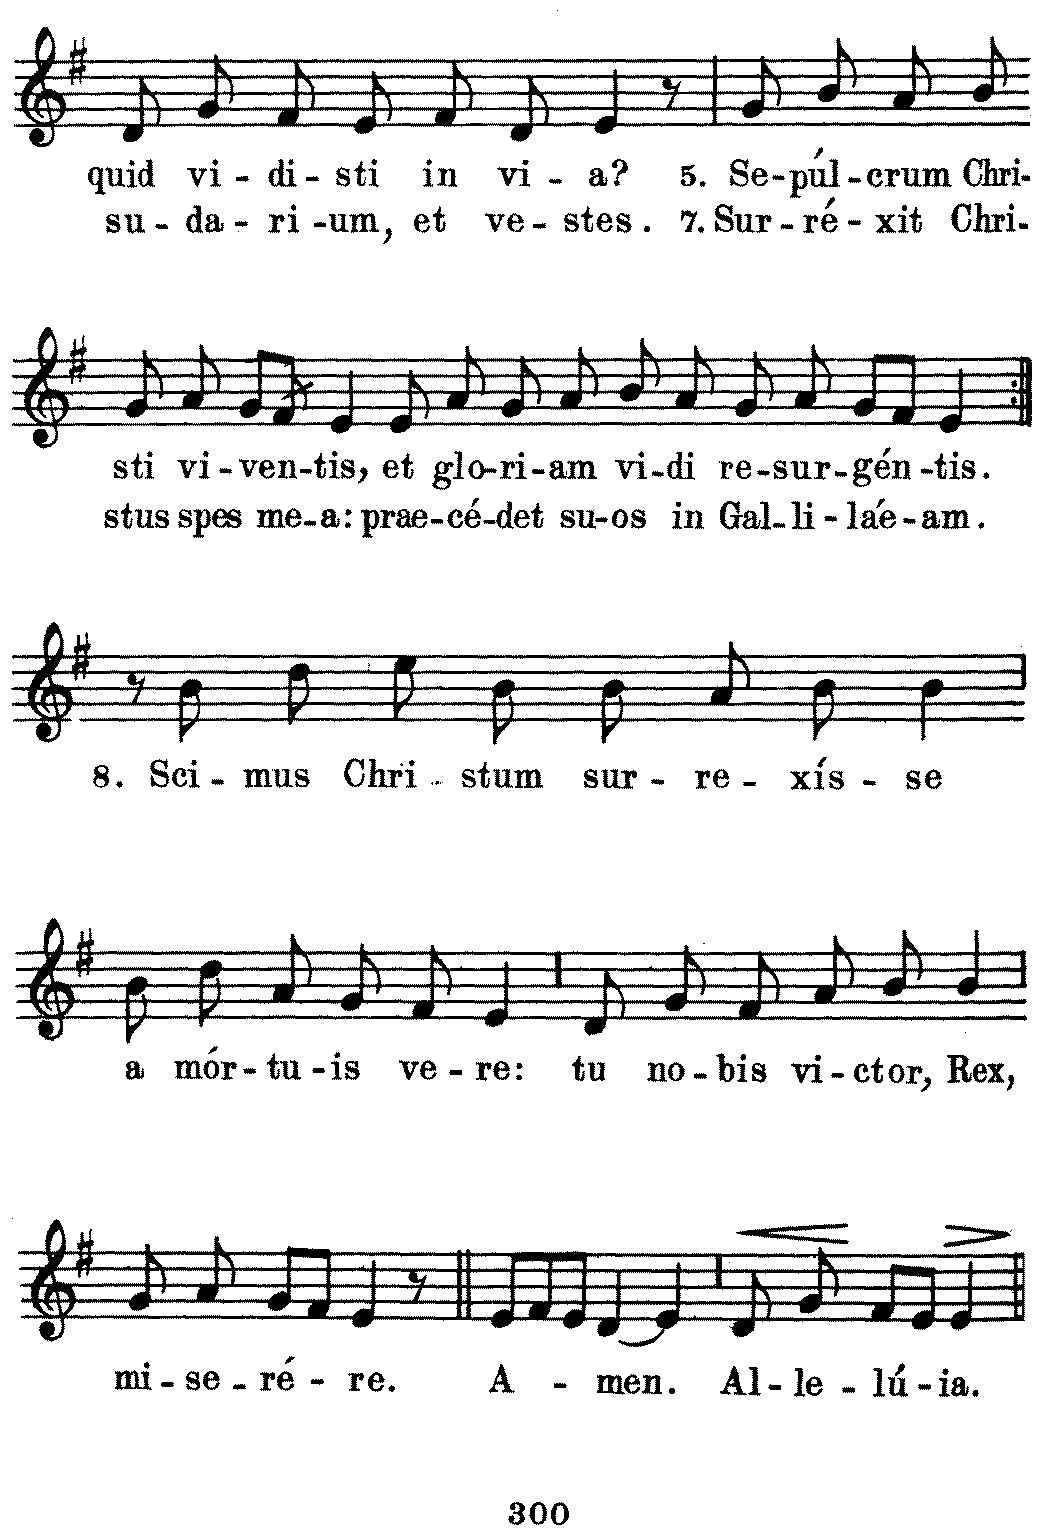 quid vi - di - sti in vi - a? 5. Se-púl-crum Chri-
su - da - ri -um, et ve - stes. 7. Sur - ré - xit Chri-
sti vi-ven-tis, et glo-ri-am vi-di re-sur-gén-tis.
stus spes me-a: prae-cé-det su-os in Gal-li-láe-am.
8. Sci - mus Chri - stum sur - re - xís - se
a mór-tu-is ve - re: tu no-bis vi-ctor, Rex,
mi - se - ré - re. A - men. Al - le - lú - ia.
300